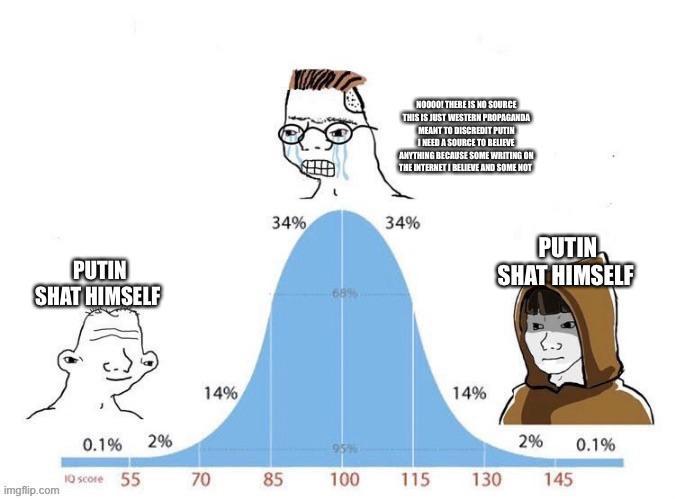 NOOOO! THERE IS NO SOURCE
THIS IS JUST WESTERN PROPAGANDA
MEANT TO DISCREDIT PUTIN
I NEED A SOURCE TO BELIEVE
ANYTHING BECAUSE SOME WRITING ON
THE INTERNET I BELIEVE AND SOME NOT
34%
34%
PUTIN
SHAT HIMSELF
PUTIN
SHAT HIMSELF
68%
14%
14%
0.1%
2%
95%
2%
0.1%
IQ score
55
70
85
100
115
130
145
imgflip.com